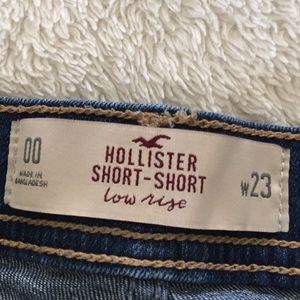 00
MADE IN
BANGLADESH
HOLLISTER
SHORT-SHORT
low rise
W23